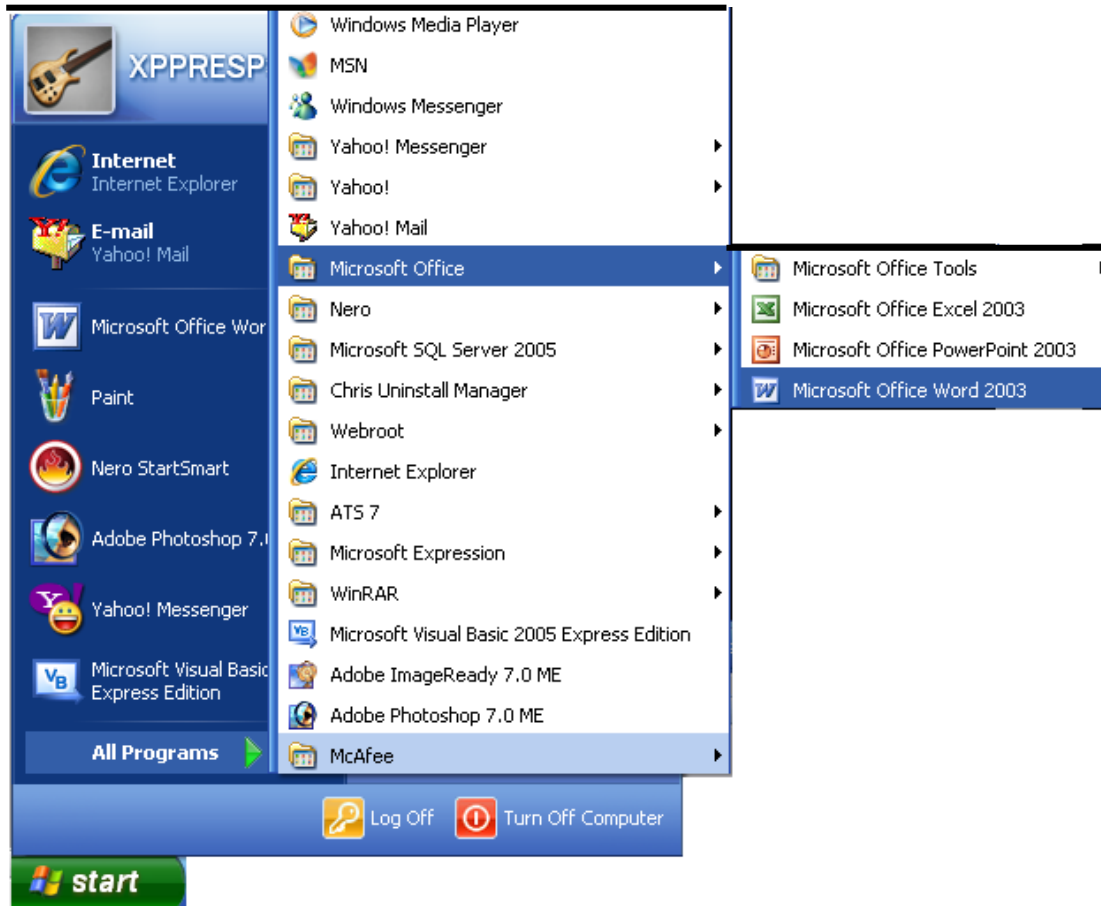 XPPRESP
Internet
Internet Explorer
E-mail
Yahoo! Mail
Microsoft Office Wor
Paint
Nero StartSmart
Adobe Photoshop 7.
Yahoo! Messenger
Microsoft Visual Basic
Express Edition
All Programs
Windows Media Player
MSN
Windows Messenger
Yahoo! Messenger
Yahoo!
Yahoo! Mail
Microsoft Office
Nero
Microsoft SQL Server 2005
Chris Uninstall Manager
Webroot
Internet Explorer
ATS 7
Microsoft Expression
WinRAR
Microsoft Visual Basic 2005 Express Edition
Adobe ImageReady 7.0 ME
Adobe Photoshop 7.0 ME
McAfee
Microsoft Office Tools
Microsoft Office Excel 2003
Microsoft Office PowerPoint 2003
Microsoft Office Word 2003
Log Off
Turn Off Computer
start